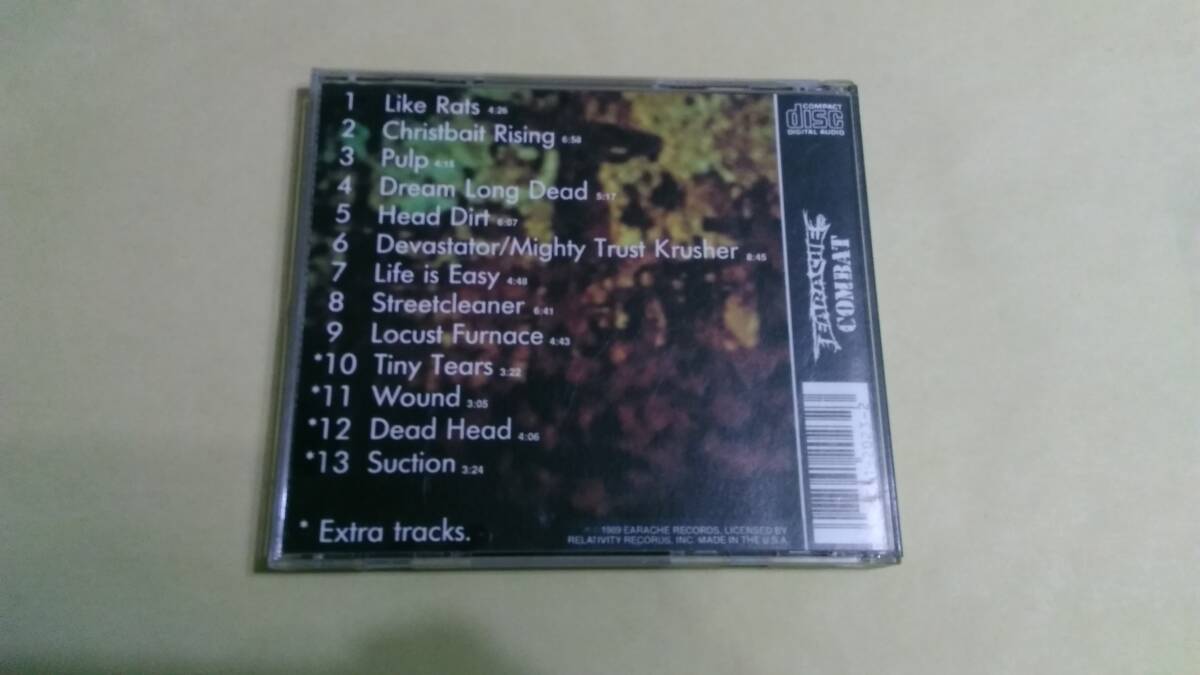 1 Like Rats 4:26
2 Christbait Rising 6:58
3 Pulp 4:15
4 Dream Long Dead 5:17
5 Head Dirt 6:07
6 Devastator/Mighty Trust Krusher 8:45
7 Life is Easy 4:48
8 Streetcleaner 6:41
9 Locust Furnace 4:43
*10 Tiny Tears 3:22
*11 Wound 3:05
*12 Dead Head 4:06
*13 Suction 3:24
* Extra tracks.
1989 EARACHE RECORDS, LICENSED BY
RELATIVITY RECORDS, INC. MADE IN THE U.S.A.
COMPACT
disc
DIGITAL AUDIO
EARACHE
COMBAT